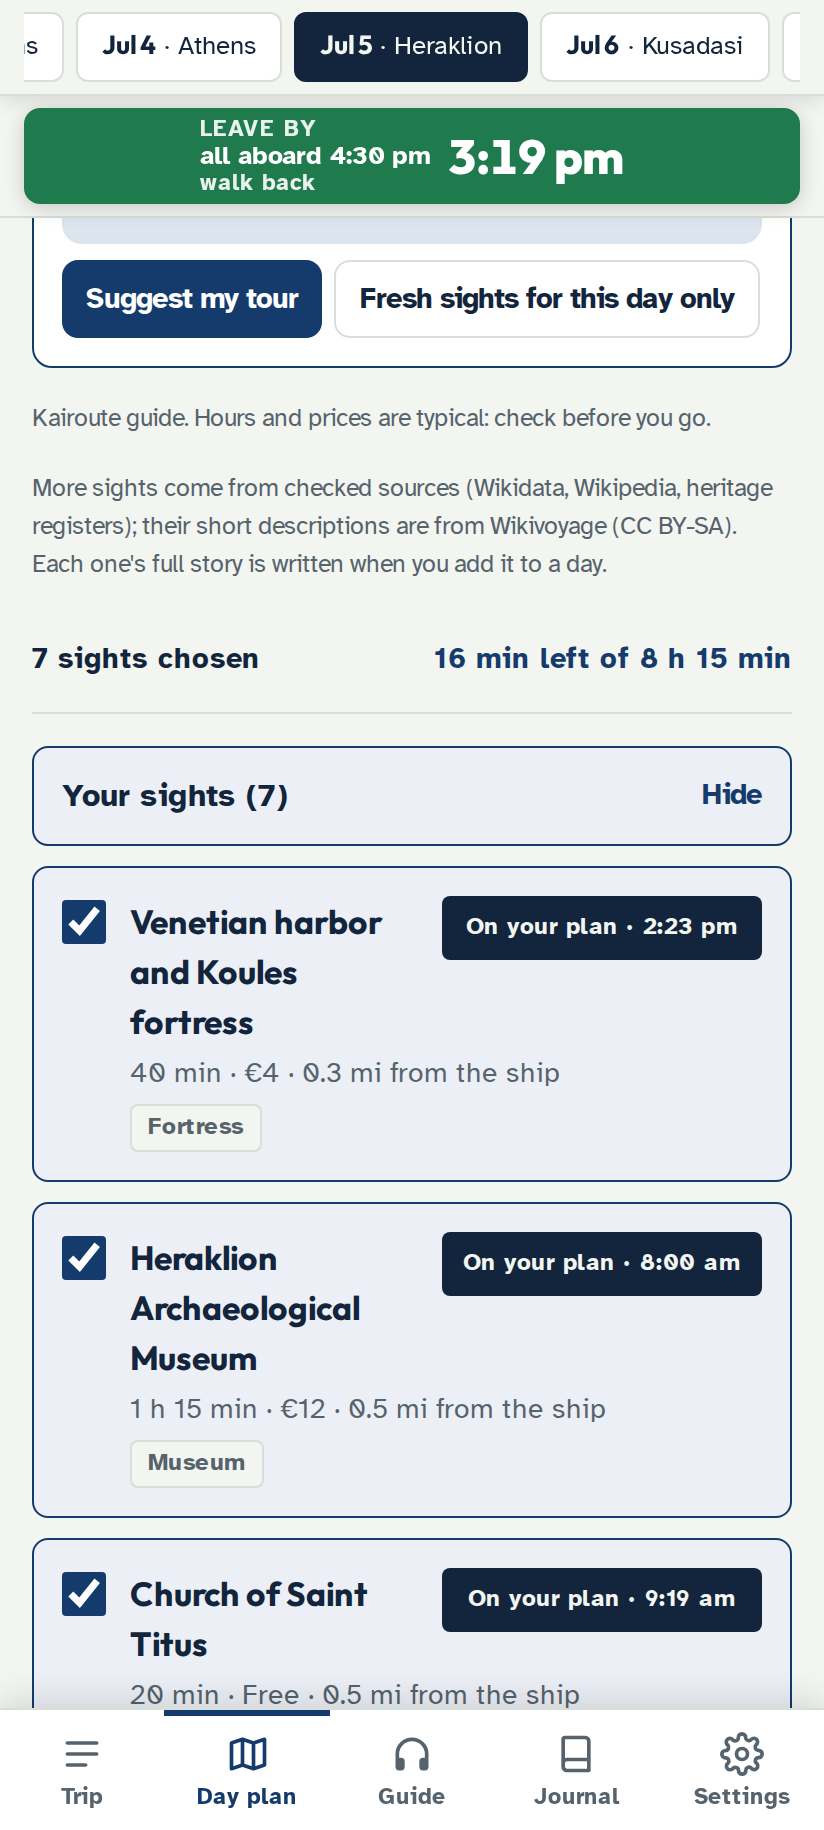 s
Jul 4 · Athens
Jul 5 · Heraklion
Jul 6 · Kusadasi
LEAVE BY
all aboard 4:30 pm
walk back
3:19 pm
Suggest my tour
Fresh sights for this day only
Kairoute guide. Hours and prices are typical: check before you go.
More sights come from checked sources (Wikidata, Wikipedia, heritage
registers); their short descriptions are from Wikivoyage (CC BY-SA).
Each one's full story is written when you add it to a day.
7 sights chosen
16 min left of 8 h 15 min
Your sights (7)
Hide
Venetian harbor
and Koules
fortress
On your plan · 2:23 pm
40 min · €4 · 0.3 mi from the ship
Fortress
Heraklion
Archaeological
Museum
On your plan · 8:00 am
1 h 15 min · €12 · 0.5 mi from the ship
Museum
Church of Saint
Titus
On your plan · 9:19 am
20 min · Free · 0.5 mi from the ship
Trip
Day plan
Guide
Journal
Settings